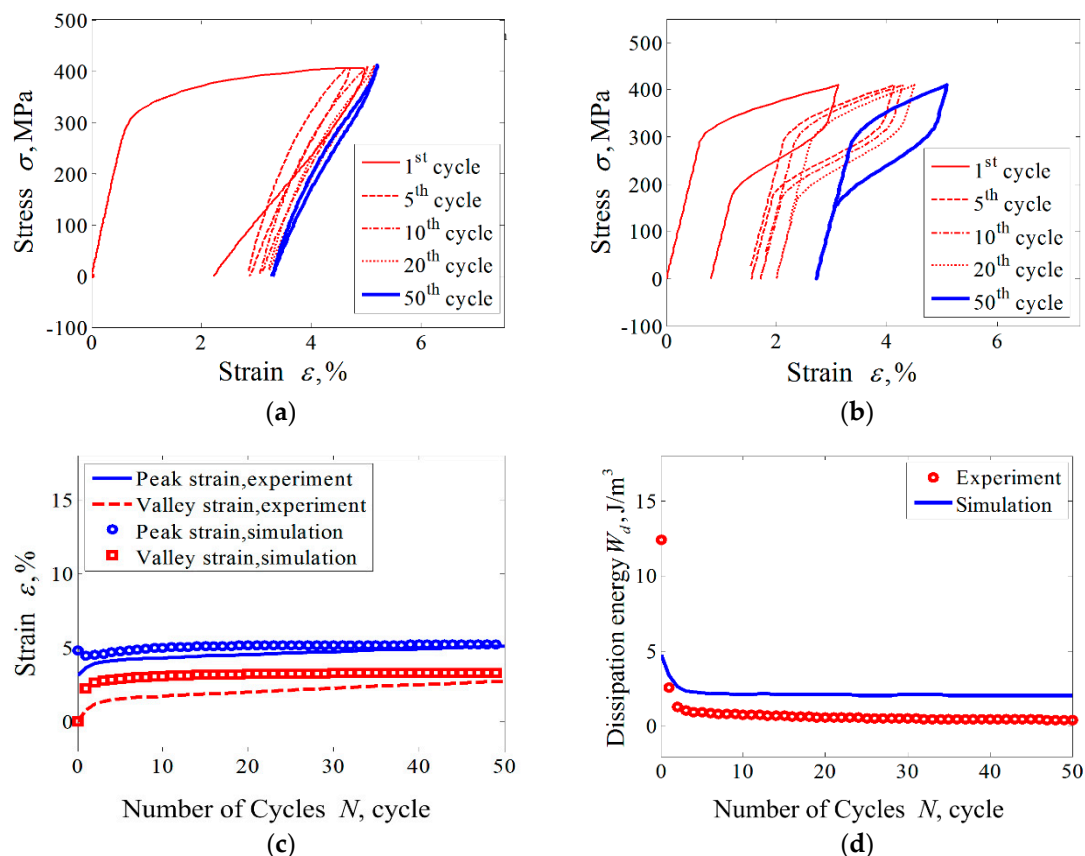 500
400
300
200
100
0
-100
Stress σ, MPa
1st cycle
5th cycle
10th cycle
20th cycle
50th cycle
0 2 4 6
Strain ε,%
(a)
500
400
300
200
100
0
-100
Stress σ, MPa
1st cycle
5th cycle
10th cycle
20th cycle
50th cycle
0 2 4 6
Strain ε,%
(b)
Peak strain,experiment
Valley strain,experiment
Peak strain,simulation
Valley strain,simulation
15
10
5
0
Strain ε,%
0 10 20 30 40 50
Number of Cycles N, cycle
(c)
Experiment
Simulation
15
10
5
0
Dissipation energy Wd, J/m3
0 10 20 30 40 50
Number of Cycles N, cycle
(d)